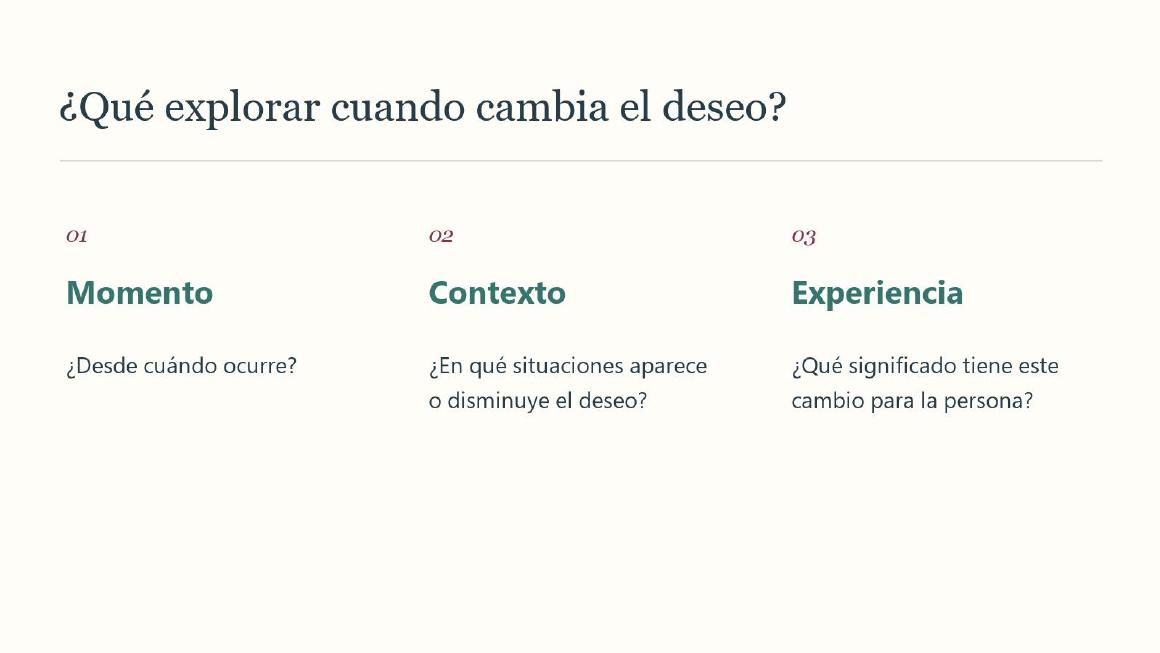 ¿Qué explorar cuando cambia el deseo?
01
Momento
¿Desde cuándo ocurre?
02
Contexto
¿En qué situaciones aparece
o disminuye el deseo?
03
Experiencia
¿Qué significado tiene este
cambio para la persona?